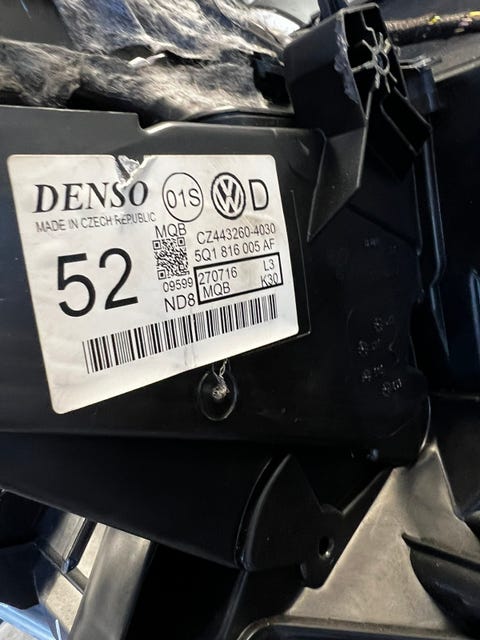 DENSO
01S
D
MADE IN CZECH REPUBLIC
MQB
CZ443260-4030
5Q1 816 005 AF
52
09599
270716
L3
MQB
K30
ND8